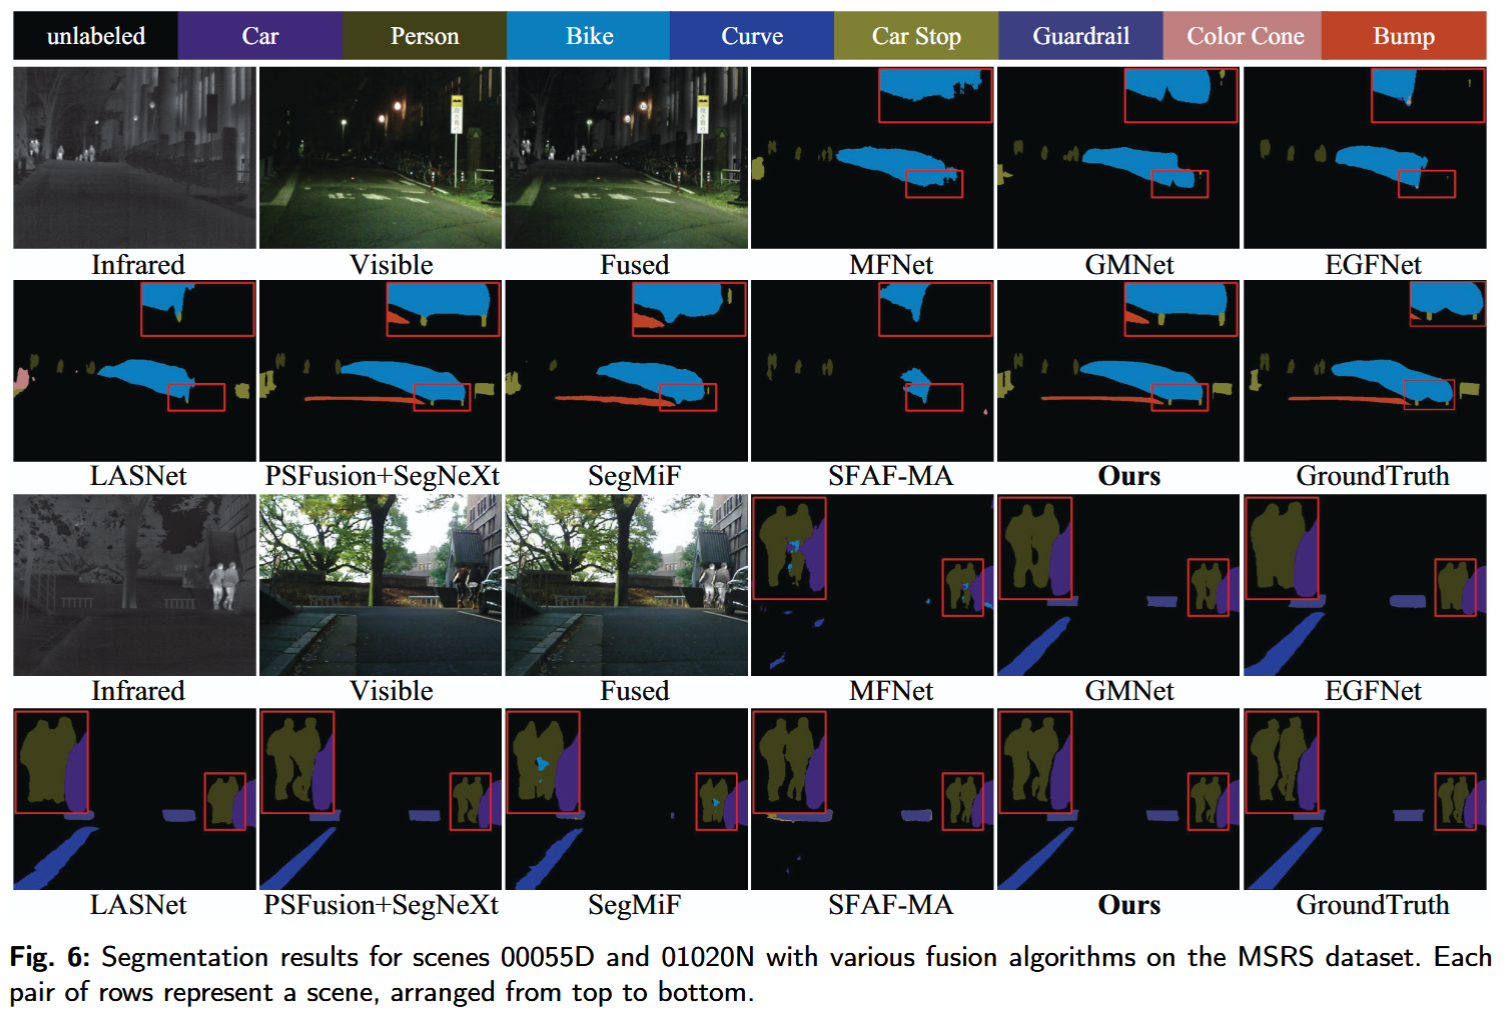 unlabeled Car Person Bike Curve Car Stop Guardrail Color Cone Bump
Infrared Visible Fused MFNet GMNet EGFNet
LASNet PSFusion+SegNeXt SegMiF SFAF-MA Ours GroundTruth
Infrared Visible Fused MFNet GMNet EGFNet
LASNet PSFusion+SegNeXt SegMiF SFAF-MA Ours GroundTruth
Fig. 6: Segmentation results for scenes 00055D and 01020N with various fusion algorithms on the MSRS dataset. Each
pair of rows represent a scene, arranged from top to bottom.